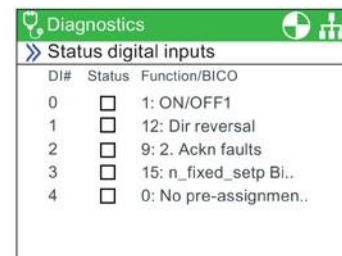 Diagnostics
Status digital inputs
DI# Status Function/BICO
0 1: ON/OFF1
1 12: Dir reversal
2 9: 2. Ackn faults
3 15: n_fixed_setp Bi..
4 0: No pre-assignmen..